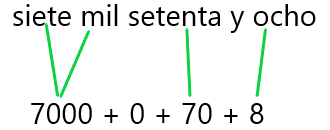 siete mil setenta y ocho
7000 + 0 + 70 + 8